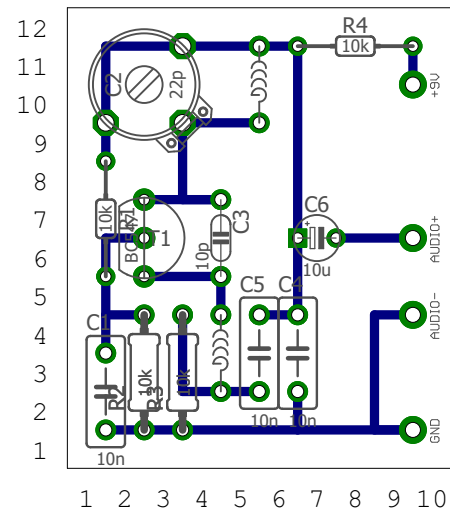 12
11
10
9
8
7
6
5
4
3
2
1
R4
10k
+9V
C2
22p
R1
10k
T1
C3
10p
C6
+
10u
AUDIO+
C5
C4
AUDIO-
C1
R2
10k
R3
10k
10n
10n
10n
GND
1 2 3 4 5 6 7 8 9 10